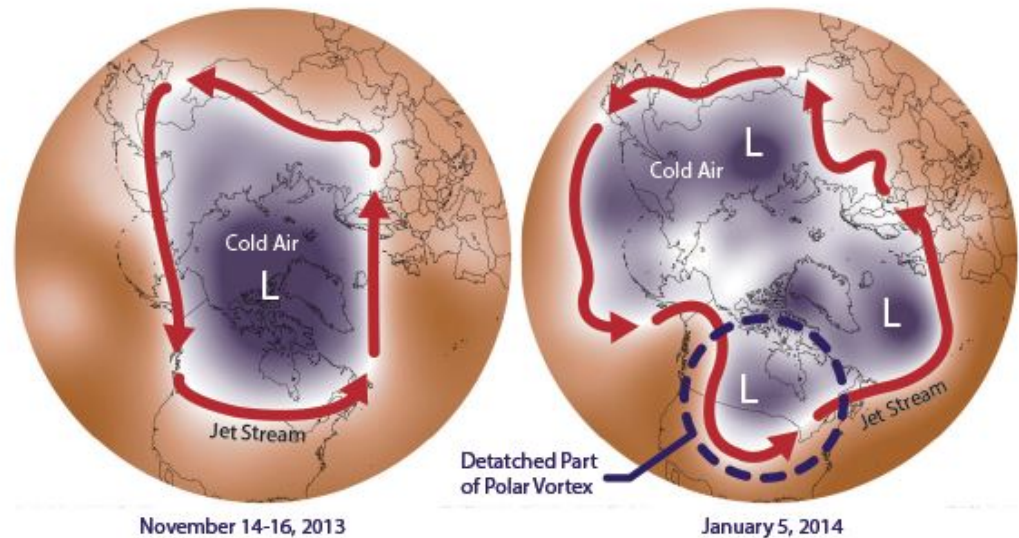 Cold Air
L
Jet Stream
November 14-16, 2013
L
Cold Air
L
L
Jet Stream
Detatched Part
of Polar Vortex
January 5, 2014